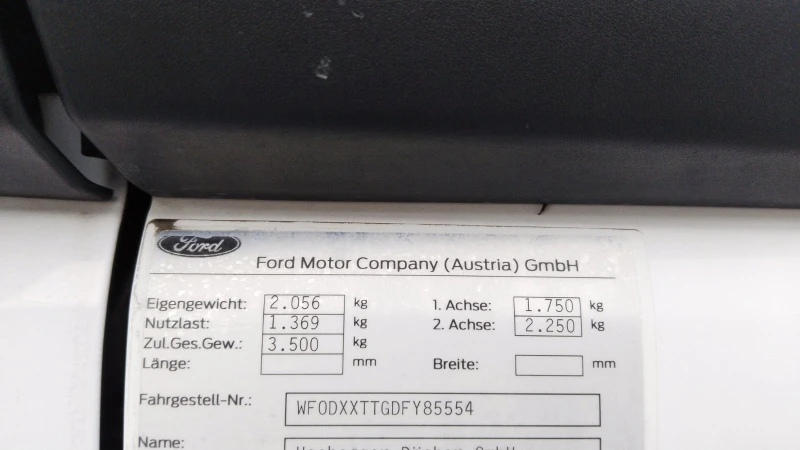 Ford
Ford Motor Company (Austria) GmbH
Eigengewicht: 2.056 kg 1. Achse: 1.750 kg
Nutzlast: 1.369 kg 2. Achse: 2.250 kg
Zul.Ges.Gew.: 3.500 kg
Länge: mm Breite: mm
Fahrgestell-Nr.: WF0DXXTTGDFY85554
Name: